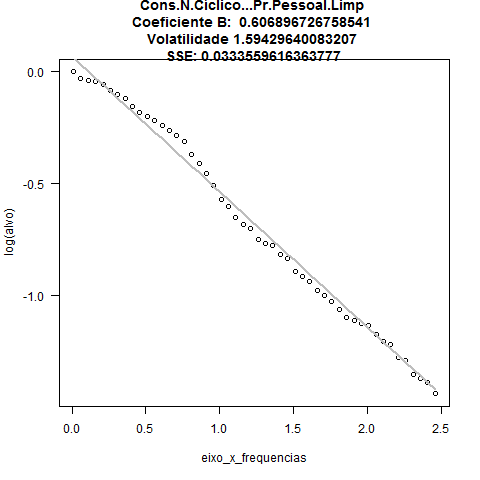 Cons.N.Ciclico...Pr.Pessoal.Limp
Coeficiente B:  0.606896726758541
Volatilidade 1.59429640083207
SSE: 0.0333559616363777
0.0
-0.5
-1.0
log(alvo)
0.0
0.5
1.0
1.5
2.0
2.5
eixo_x_frequencias